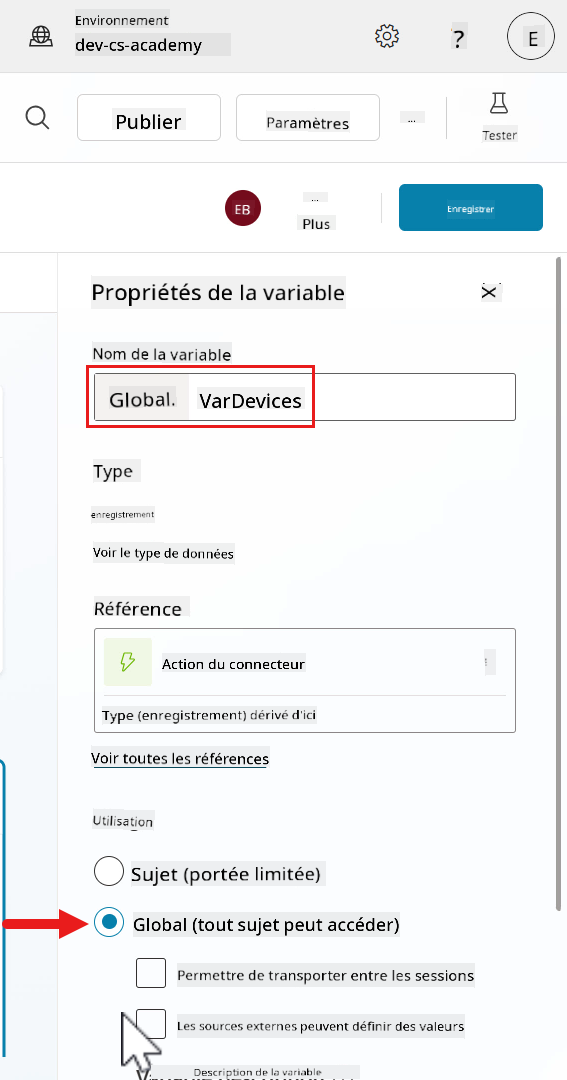 Environnement
dev-cs-academy
?
E
Publier
Paramètres
...
Tester
EB
...
Plus
Enregistrer
Propriétés de la variable
Nom de la variable
Global. VarDevices
Type
enregistrement
Voir le type de données
Référence
Action du connecteur
Type (enregistrement) dérivé d'ici
Voir toutes les références
Utilisation
Sujet (portée limitée)
Global (tout sujet peut accéder)
Permettre de transporter entre les sessions
Les sources externes peuvent définir des valeurs
Description de la variable